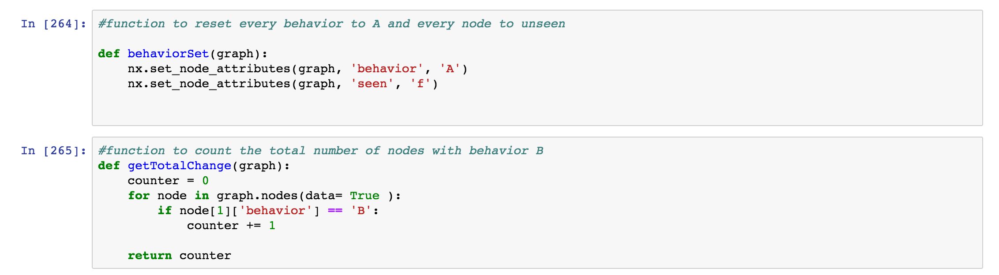 In [264]: #function to reset every behavior to A and every node to unseen
def behaviorSet(graph):
    nx.set_node_attributes(graph, 'behavior', 'A')
    nx.set_node_attributes(graph, 'seen', 'f')
In [265]: #function to count the total number of nodes with behavior B
def getTotalChange(graph):
    counter = 0
    for node in graph.nodes(data= True ):
        if node[1]['behavior'] == 'B':
            counter += 1
    return counter